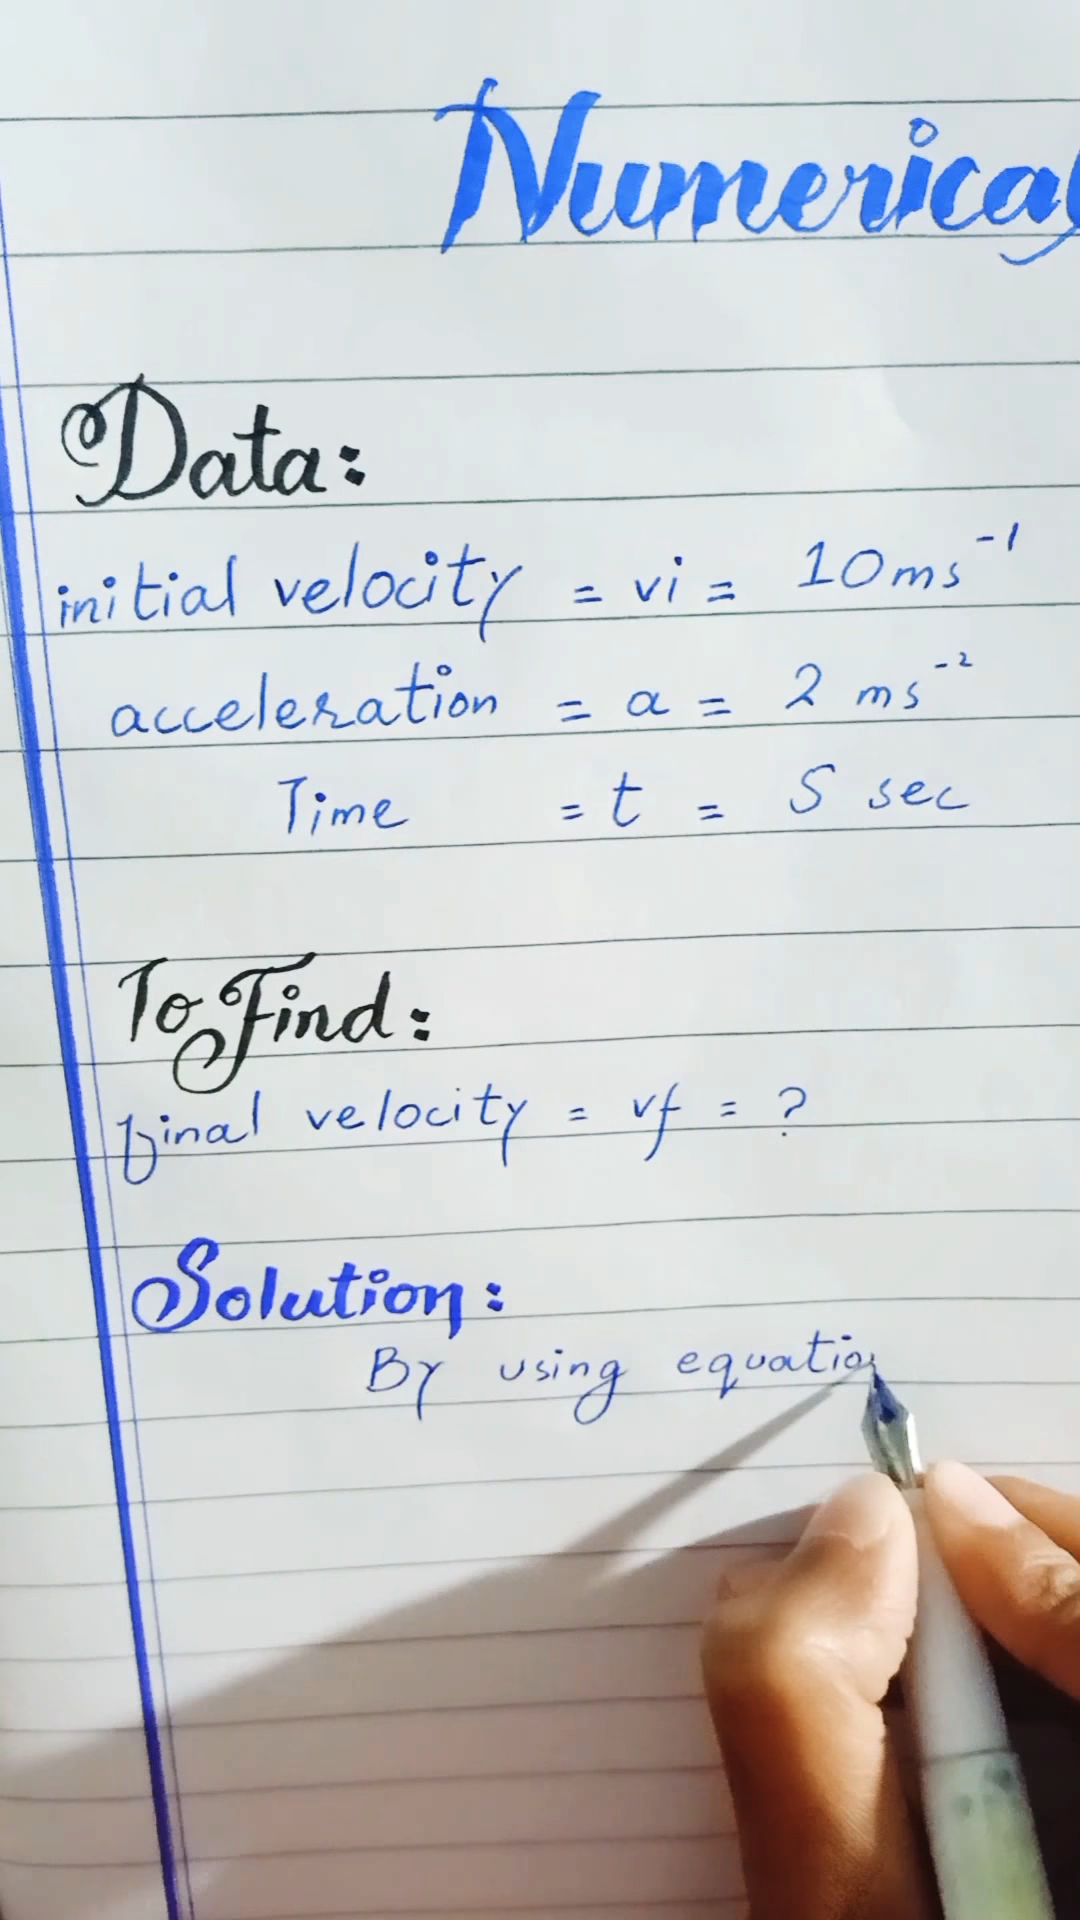 Numerical
Data:
initial velocity = vi = 10ms⁻¹
acceleration = a = 2 ms⁻²
Time = t = 5 sec
To Find:
final velocity = vf = ?
Solution:
By using equation